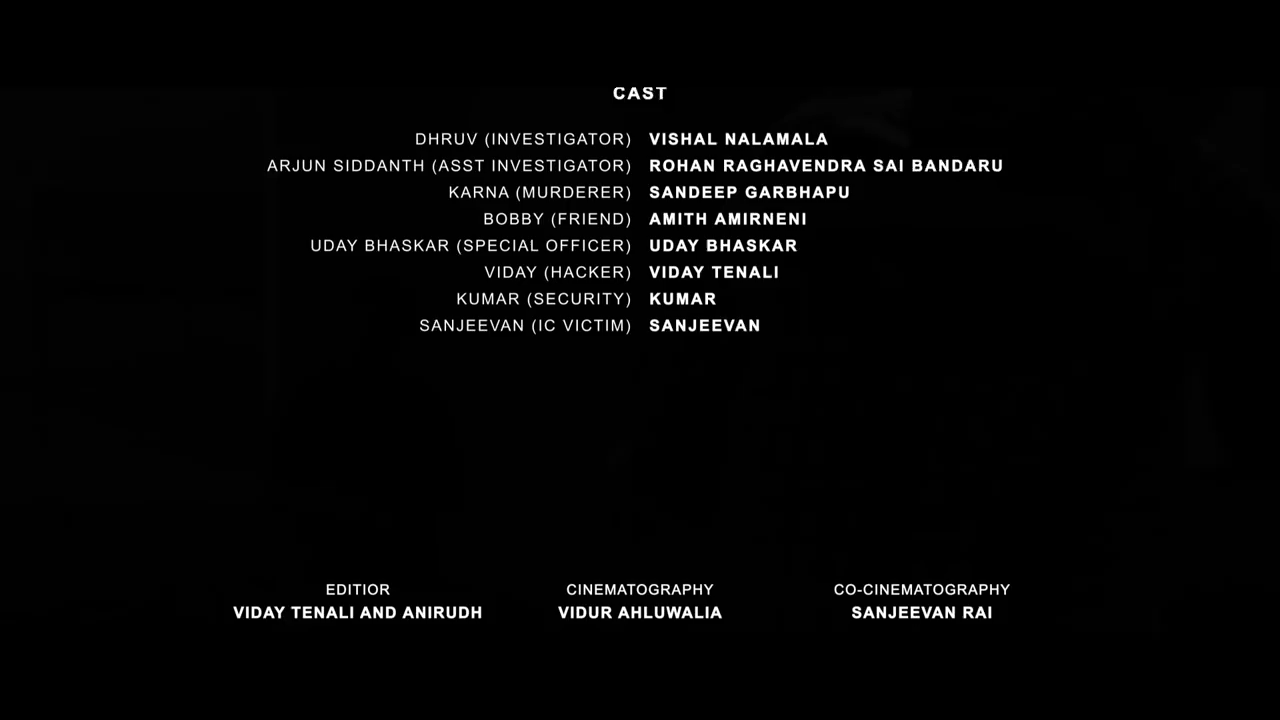 CAST
DHRUV (INVESTIGATOR) VISHAL NALAMALA
ARJUN SIDDANTH (ASST INVESTIGATOR) ROHAN RAGHAVENDRA SAI BANDARU
KARNA (MURDERER) SANDEEP GARBHAPU
BOBBY (FRIEND) AMITH AMIRNENI
UDAY BHASKAR (SPECIAL OFFICER) UDAY BHASKAR
VIDAY (HACKER) VIDAY TENALI
KUMAR (SECURITY) KUMAR
SANJEEVAN (IC VICTIM) SANJEEVAN
EDITIOR CINEMATOGRAPHY CO-CINEMATOGRAPHY
VIDAY TENALI AND ANIRUDH VIDUR AHLUWALIA SANJEEVAN RAI